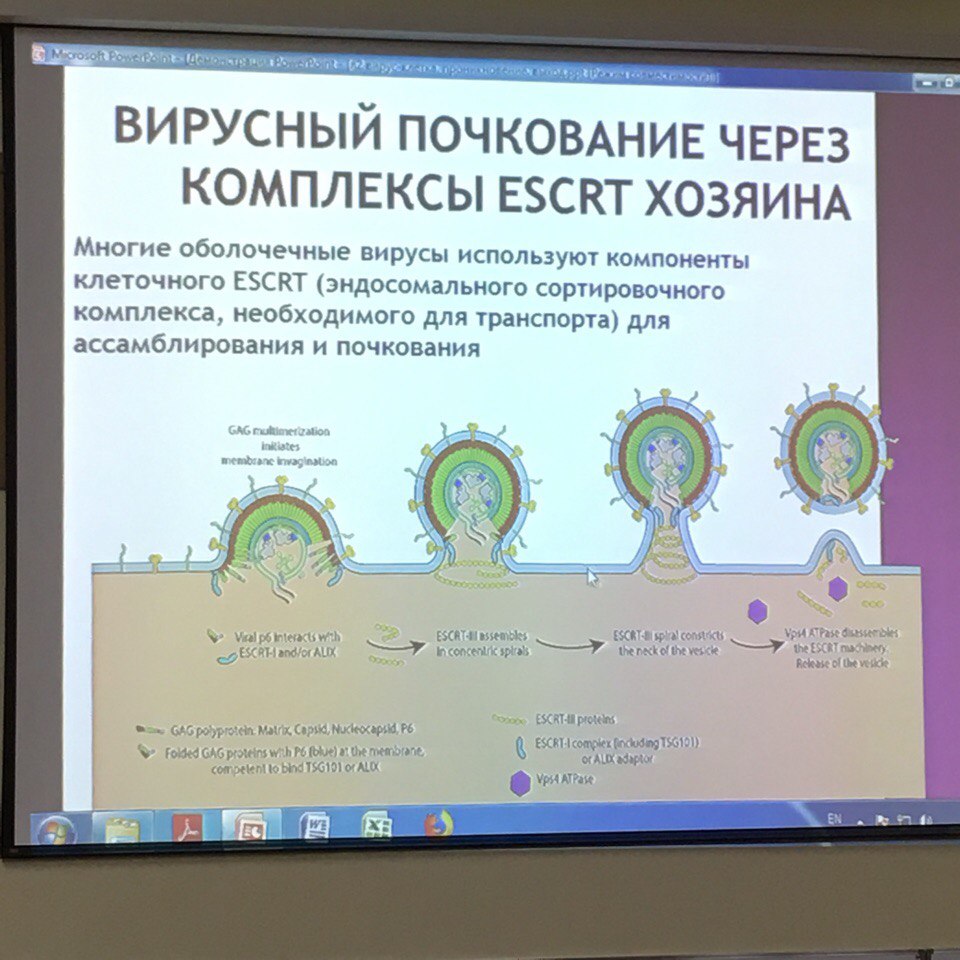 Microsoft PowerPoint - [Демонстрация PowerPoint - [
ВИРУСНЫЙ ПОЧКОВАНИЕ ЧЕРЕЗ
КОМПЛЕКСЫ ESCRT ХОЗЯИНА
Многие оболочечные вирусы используют компоненты
клеточного ESCRT (эндосомального сортировочного
комплекса, необходимого для транспорта) для
ассамблирования и почкования
GAG multimerization
initiates
membrane invagination
Viral p6 interacts with
ESCRT-I and/or ALIX
ESCRT-III assembles
in concentric spirals
ESCRT-III spiral constricts
the neck of the vesicle
Vps4 ATPase disassembles
the ESCRT machinery.
Release of the vesicle
GAG polyprotein: Matrix, Capsid, Nucleocapsid, P6
Folded GAG proteins with P6 (blue) at the membrane,
competent to bind TSG101 or ALIX
ESCRT-III proteins
ESCRT-I complex (including TSG101)
or ALIX adaptor
Vps4 ATPase
EN